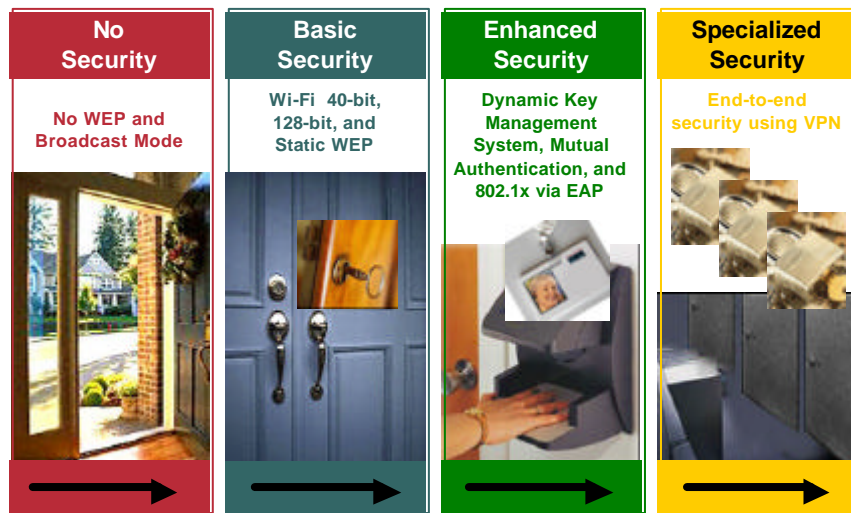 No
Security
No WEP and
Broadcast Mode
Basic
Security
Wi-Fi 40-bit,
128-bit, and
Static WEP
Enhanced
Security
Dynamic Key
Management
System, Mutual
Authentication, and
802.1x via EAP
Specialized
Security
End-to-end
security using VPN